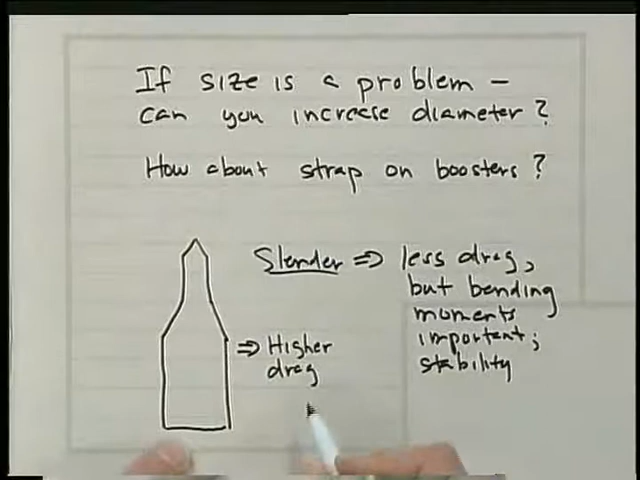 If size is a problem –
can you increase diameter?
How about strap on boosters?
Slender ⇒ less drag,
but bending
moments
important;
stability
⇒ Higher
drag